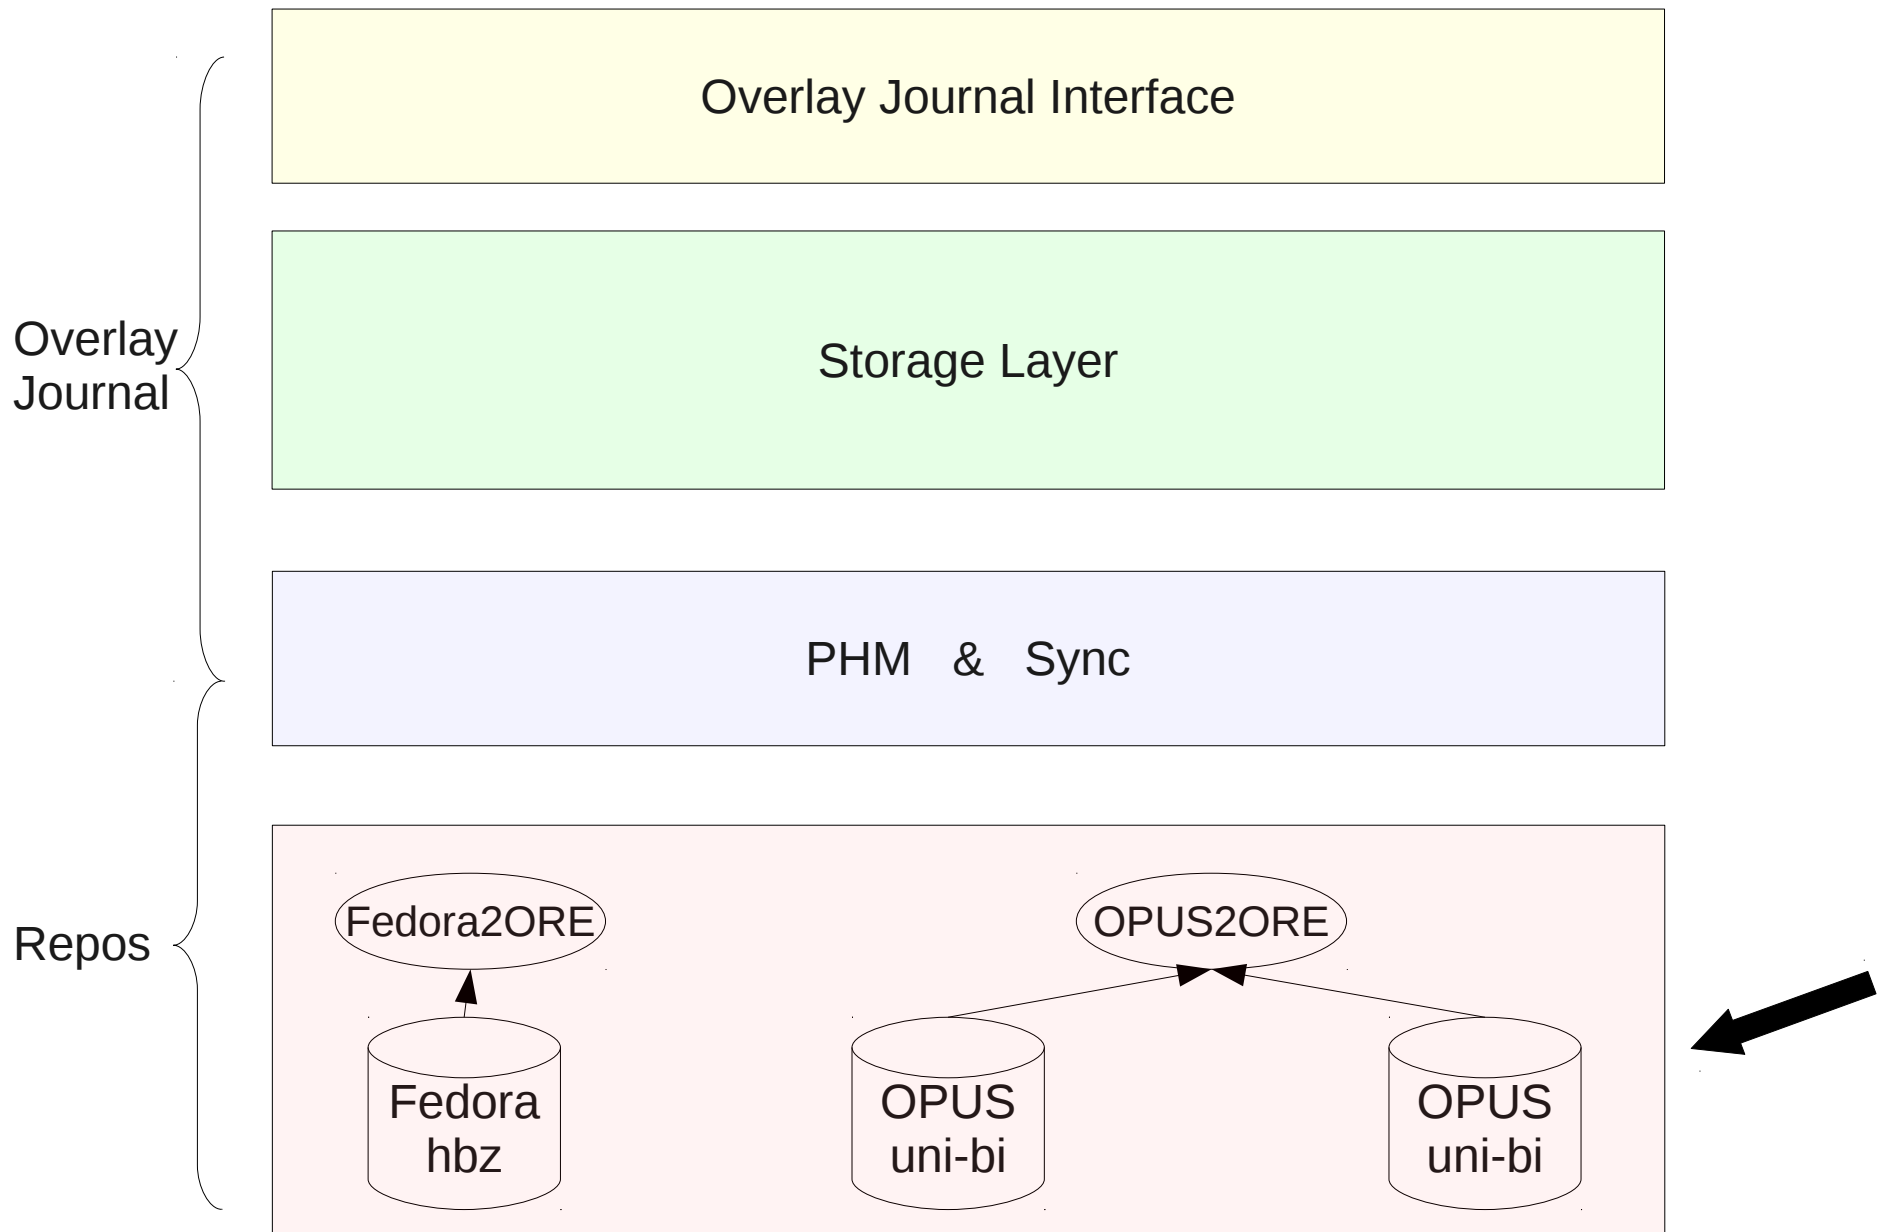 Overlay Journal Interface
Overlay
Journal
Storage Layer
PHM & Sync
Repos
Fedora2ORE
OPUS2ORE
Fedora
hbz
OPUS
uni-bi
OPUS
uni-bi